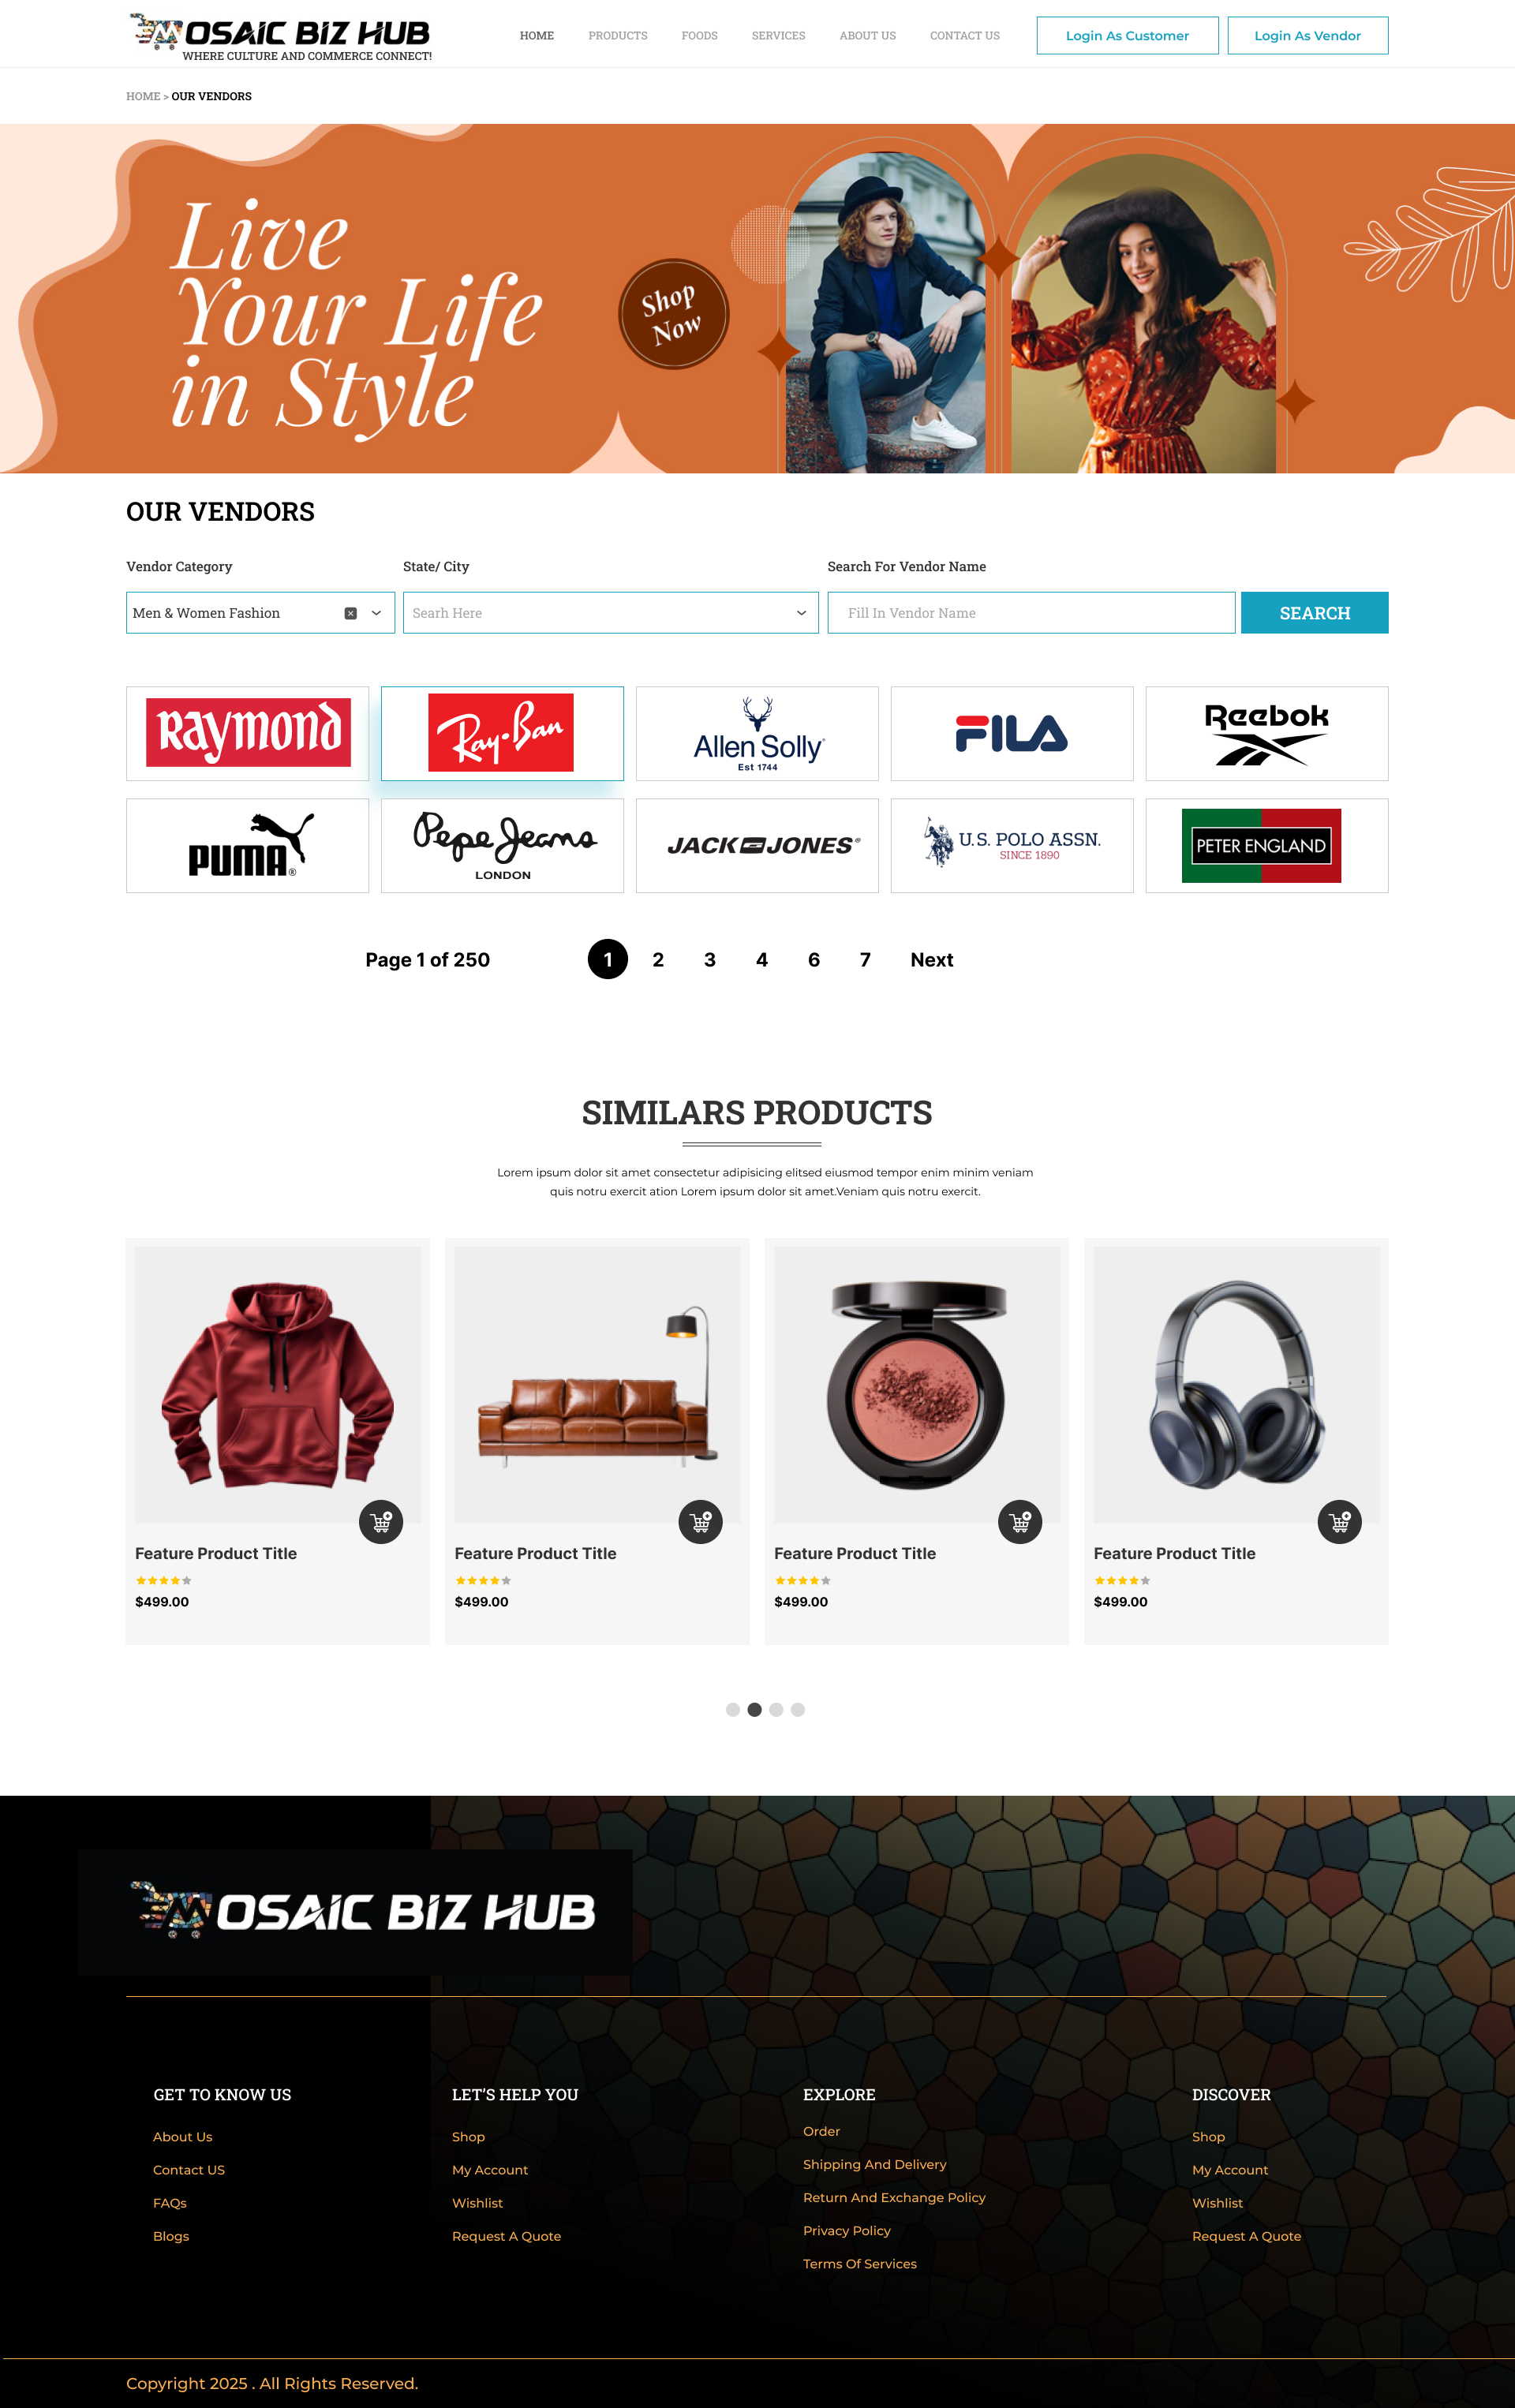 MOSAIC BIZ HUB
WHERE CULTURE AND COMMERCE CONNECT!
HOME PRODUCTS FOODS SERVICES ABOUT US CONTACT US
Login As Customer Login As Vendor
HOME > OUR VENDORS
Live
Your Life
in Style
Shop
Now
OUR VENDORS
Vendor Category State/ City Search For Vendor Name
Men & Women Fashion Searh Here Fill In Vendor Name SEARCH
Raymond
Ray-Ban
Allen Solly
Est 1744
FILA
Reebok
PUMA®
Pepe Jeans
LONDON
JACK & JONES®
U.S. POLO ASSN.
SINCE 1890
PETER ENGLAND
Page 1 of 250 1 2 3 4 6 7 Next
SIMILARS PRODUCTS
Lorem ipsum dolor sit amet consectetur adipisicing elitsed eiusmod tempor enim minim veniam
quis notru exercit ation Lorem ipsum dolor sit amet.Veniam quis notru exercit.
Feature Product Title Feature Product Title Feature Product Title Feature Product Title
$499.00 $499.00 $499.00 $499.00
MOSAIC BIZ HUB
GET TO KNOW US
About Us
Contact US
FAQs
Blogs
LET'S HELP YOU
Shop
My Account
Wishlist
Request A Quote
EXPLORE
Order
Shipping And Delivery
Return And Exchange Policy
Privacy Policy
Terms Of Services
DISCOVER
Shop
My Account
Wishlist
Request A Quote
Copyright 2025 . All Rights Reserved.